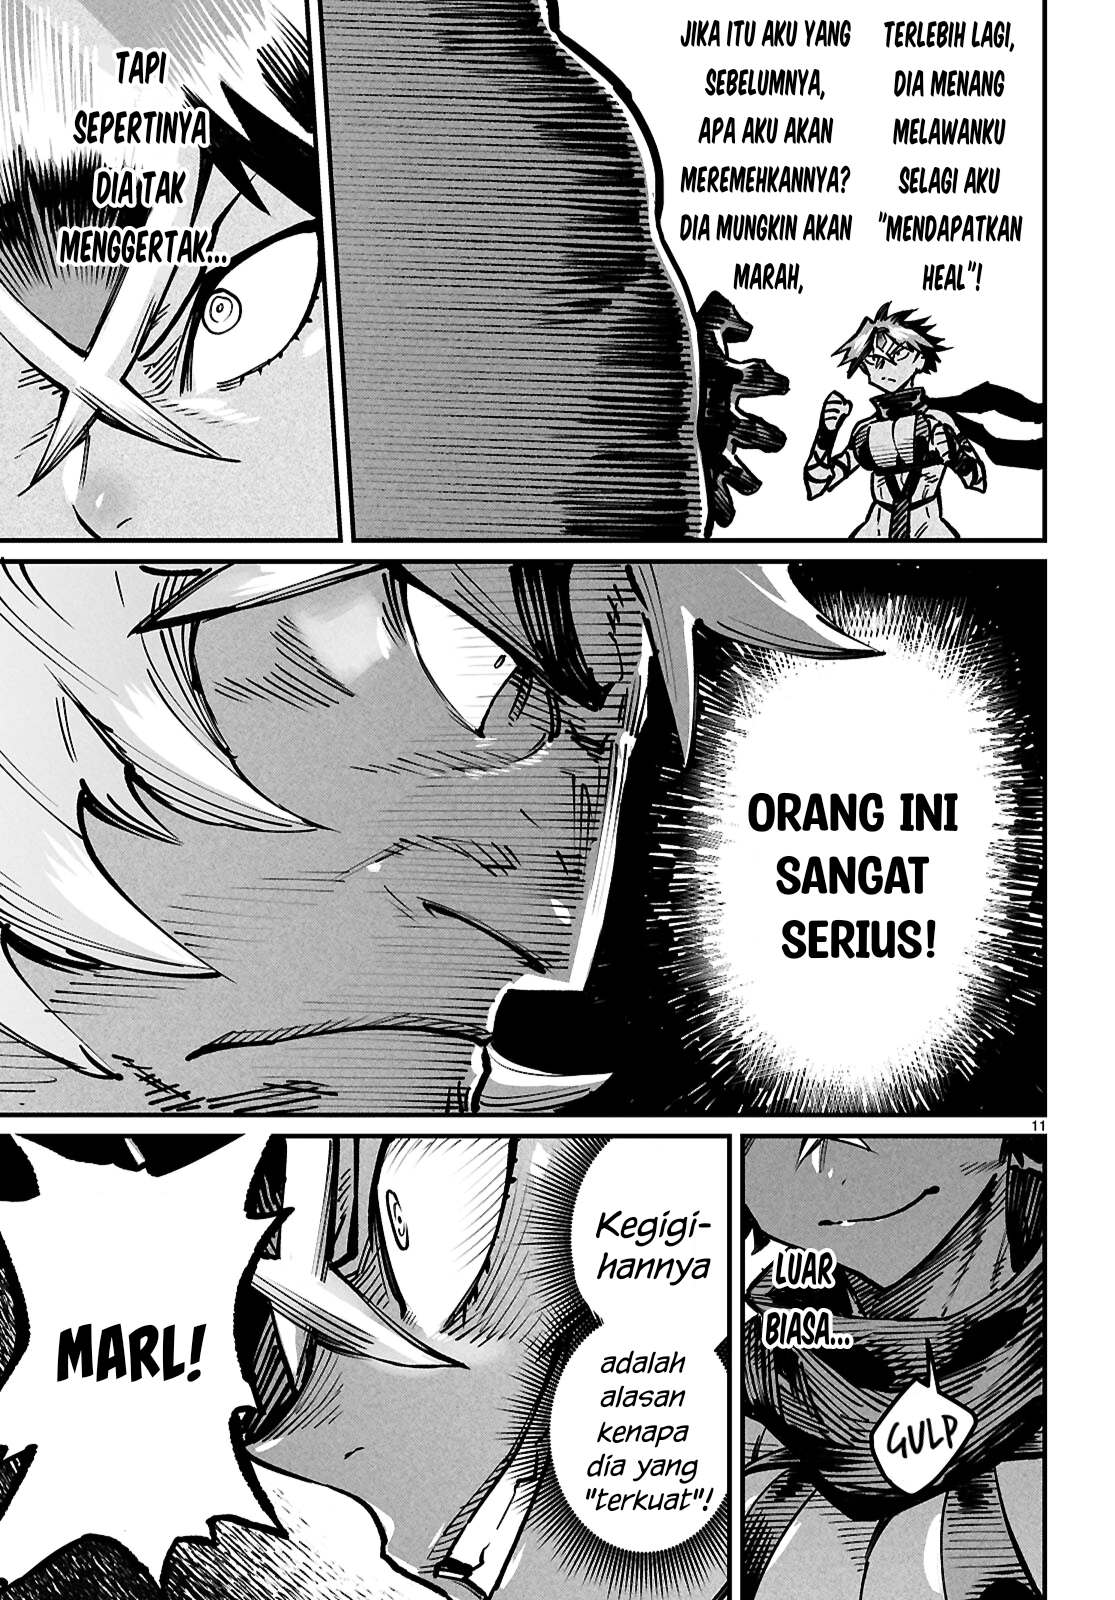 TERLEBIH LAGI,
DIA MENANG
MELAWANKU
SELAGI AKU
"MENDAPATKAN
HEAL"!
JIKA ITU AKU YANG
SEBELUMNYA,
APA AKU AKAN
MEREMEHKANNYA?
DIA MUNGKIN AKAN
MARAH,
TAPI
SEPERTINYA
DIA TAK
MENGGERTAK...
ORANG INI
SANGAT
SERIUS!
11
LUAR
BIASA...
GULP
Kegigi-
hannya
adalah
alasan
kenapa
dia yang
"terkuat"!
MARL!